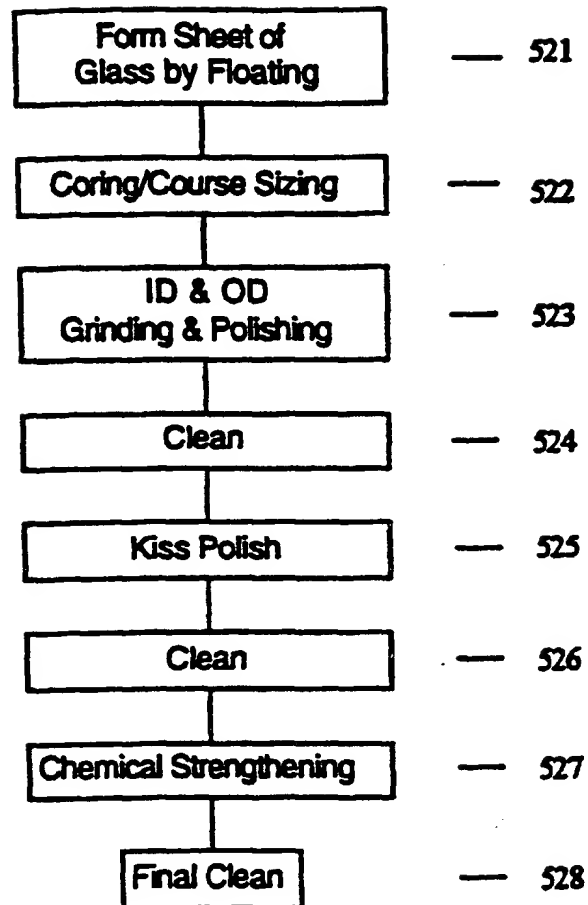 Form Sheet of
Glass by Floating — 521
Coring/Course Sizing — 522
ID & OD
Grinding & Polishing — 523
Clean — 524
Kiss Polish — 525
Clean — 526
Chemical Strengthening — 527
Final Clean — 528